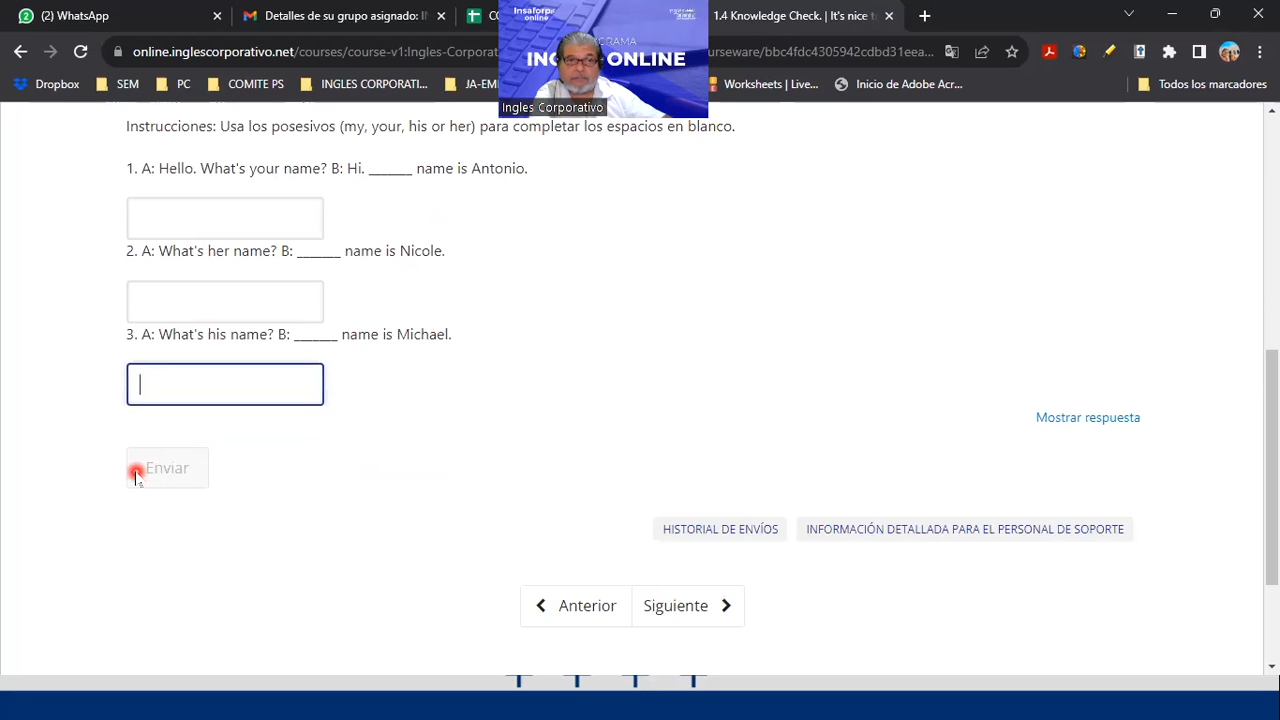 (2) WhatsApp
Detalles de su grupo asignado: I
CO
1.4 Knowledge Check. | It's nice t
online.inglescorporativo.net/courses/course-v1:Ingles-Corpora
urseware/bbc4fdc4305942cdbd31eea...
Dropbox
SEM
PC
COMITE PS
INGLES CORPORATI...
JA-EM
Worksheets | Live...
Inicio de Adobe Acr...
Todos los marcadores
Insaforp
online
INGLES ONLINE
Ingles Corporativo
Instrucciones: Usa los posesivos (my, your, his or her) para completar los espacios en blanco.
1. A: Hello. What's your name? B: Hi. ______ name is Antonio.
2. A: What's her name? B: ______ name is Nicole.
3. A: What's his name? B: ______ name is Michael.
Mostrar respuesta
Enviar
HISTORIAL DE ENVÍOS
INFORMACIÓN DETALLADA PARA EL PERSONAL DE SOPORTE
Anterior
Siguiente